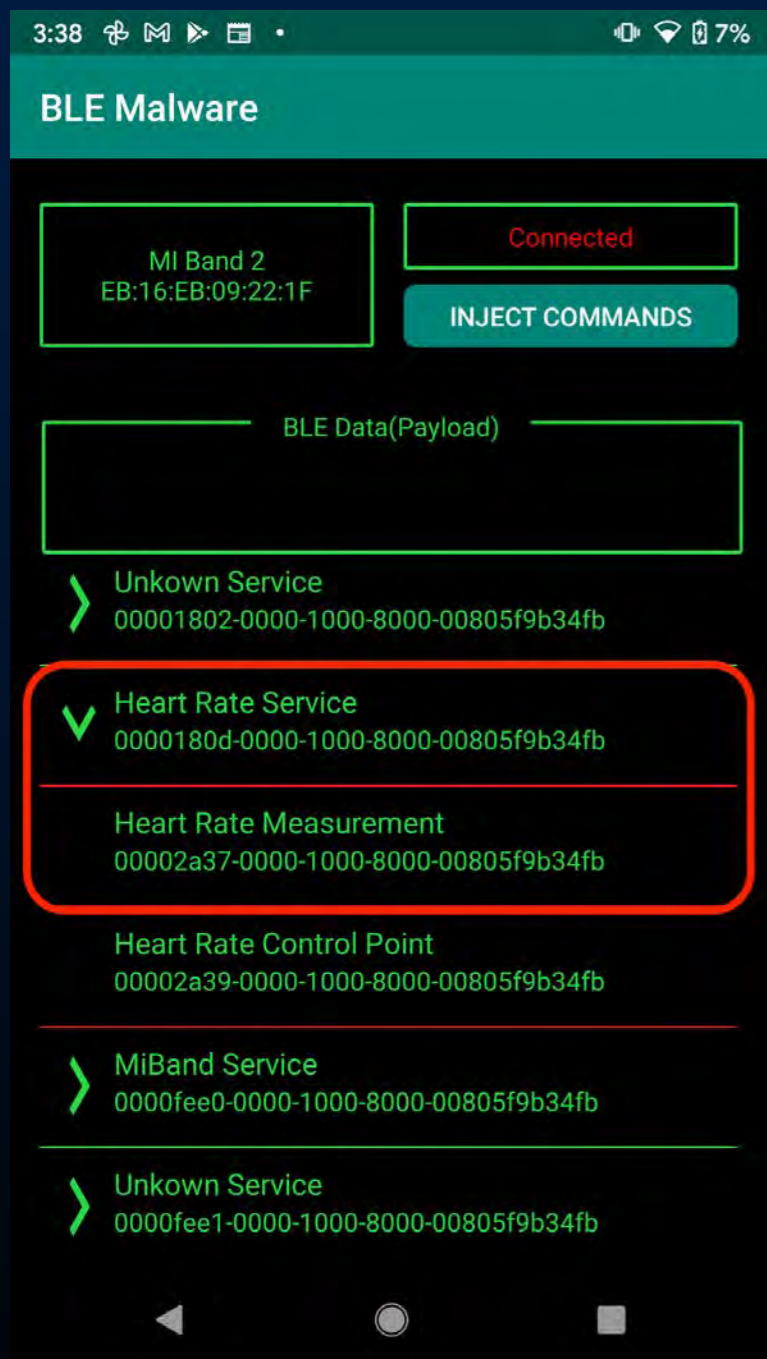 3:38
7%
BLE Malware
MI Band 2
EB:16:EB:09:22:1F
Connected
INJECT COMMANDS
BLE Data(Payload)
Unkown Service
00001802-0000-1000-8000-00805f9b34fb
Heart Rate Service
0000180d-0000-1000-8000-00805f9b34fb
Heart Rate Measurement
00002a37-0000-1000-8000-00805f9b34fb
Heart Rate Control Point
00002a39-0000-1000-8000-00805f9b34fb
MiBand Service
0000fee0-0000-1000-8000-00805f9b34fb
Unkown Service
0000fee1-0000-1000-8000-00805f9b34fb